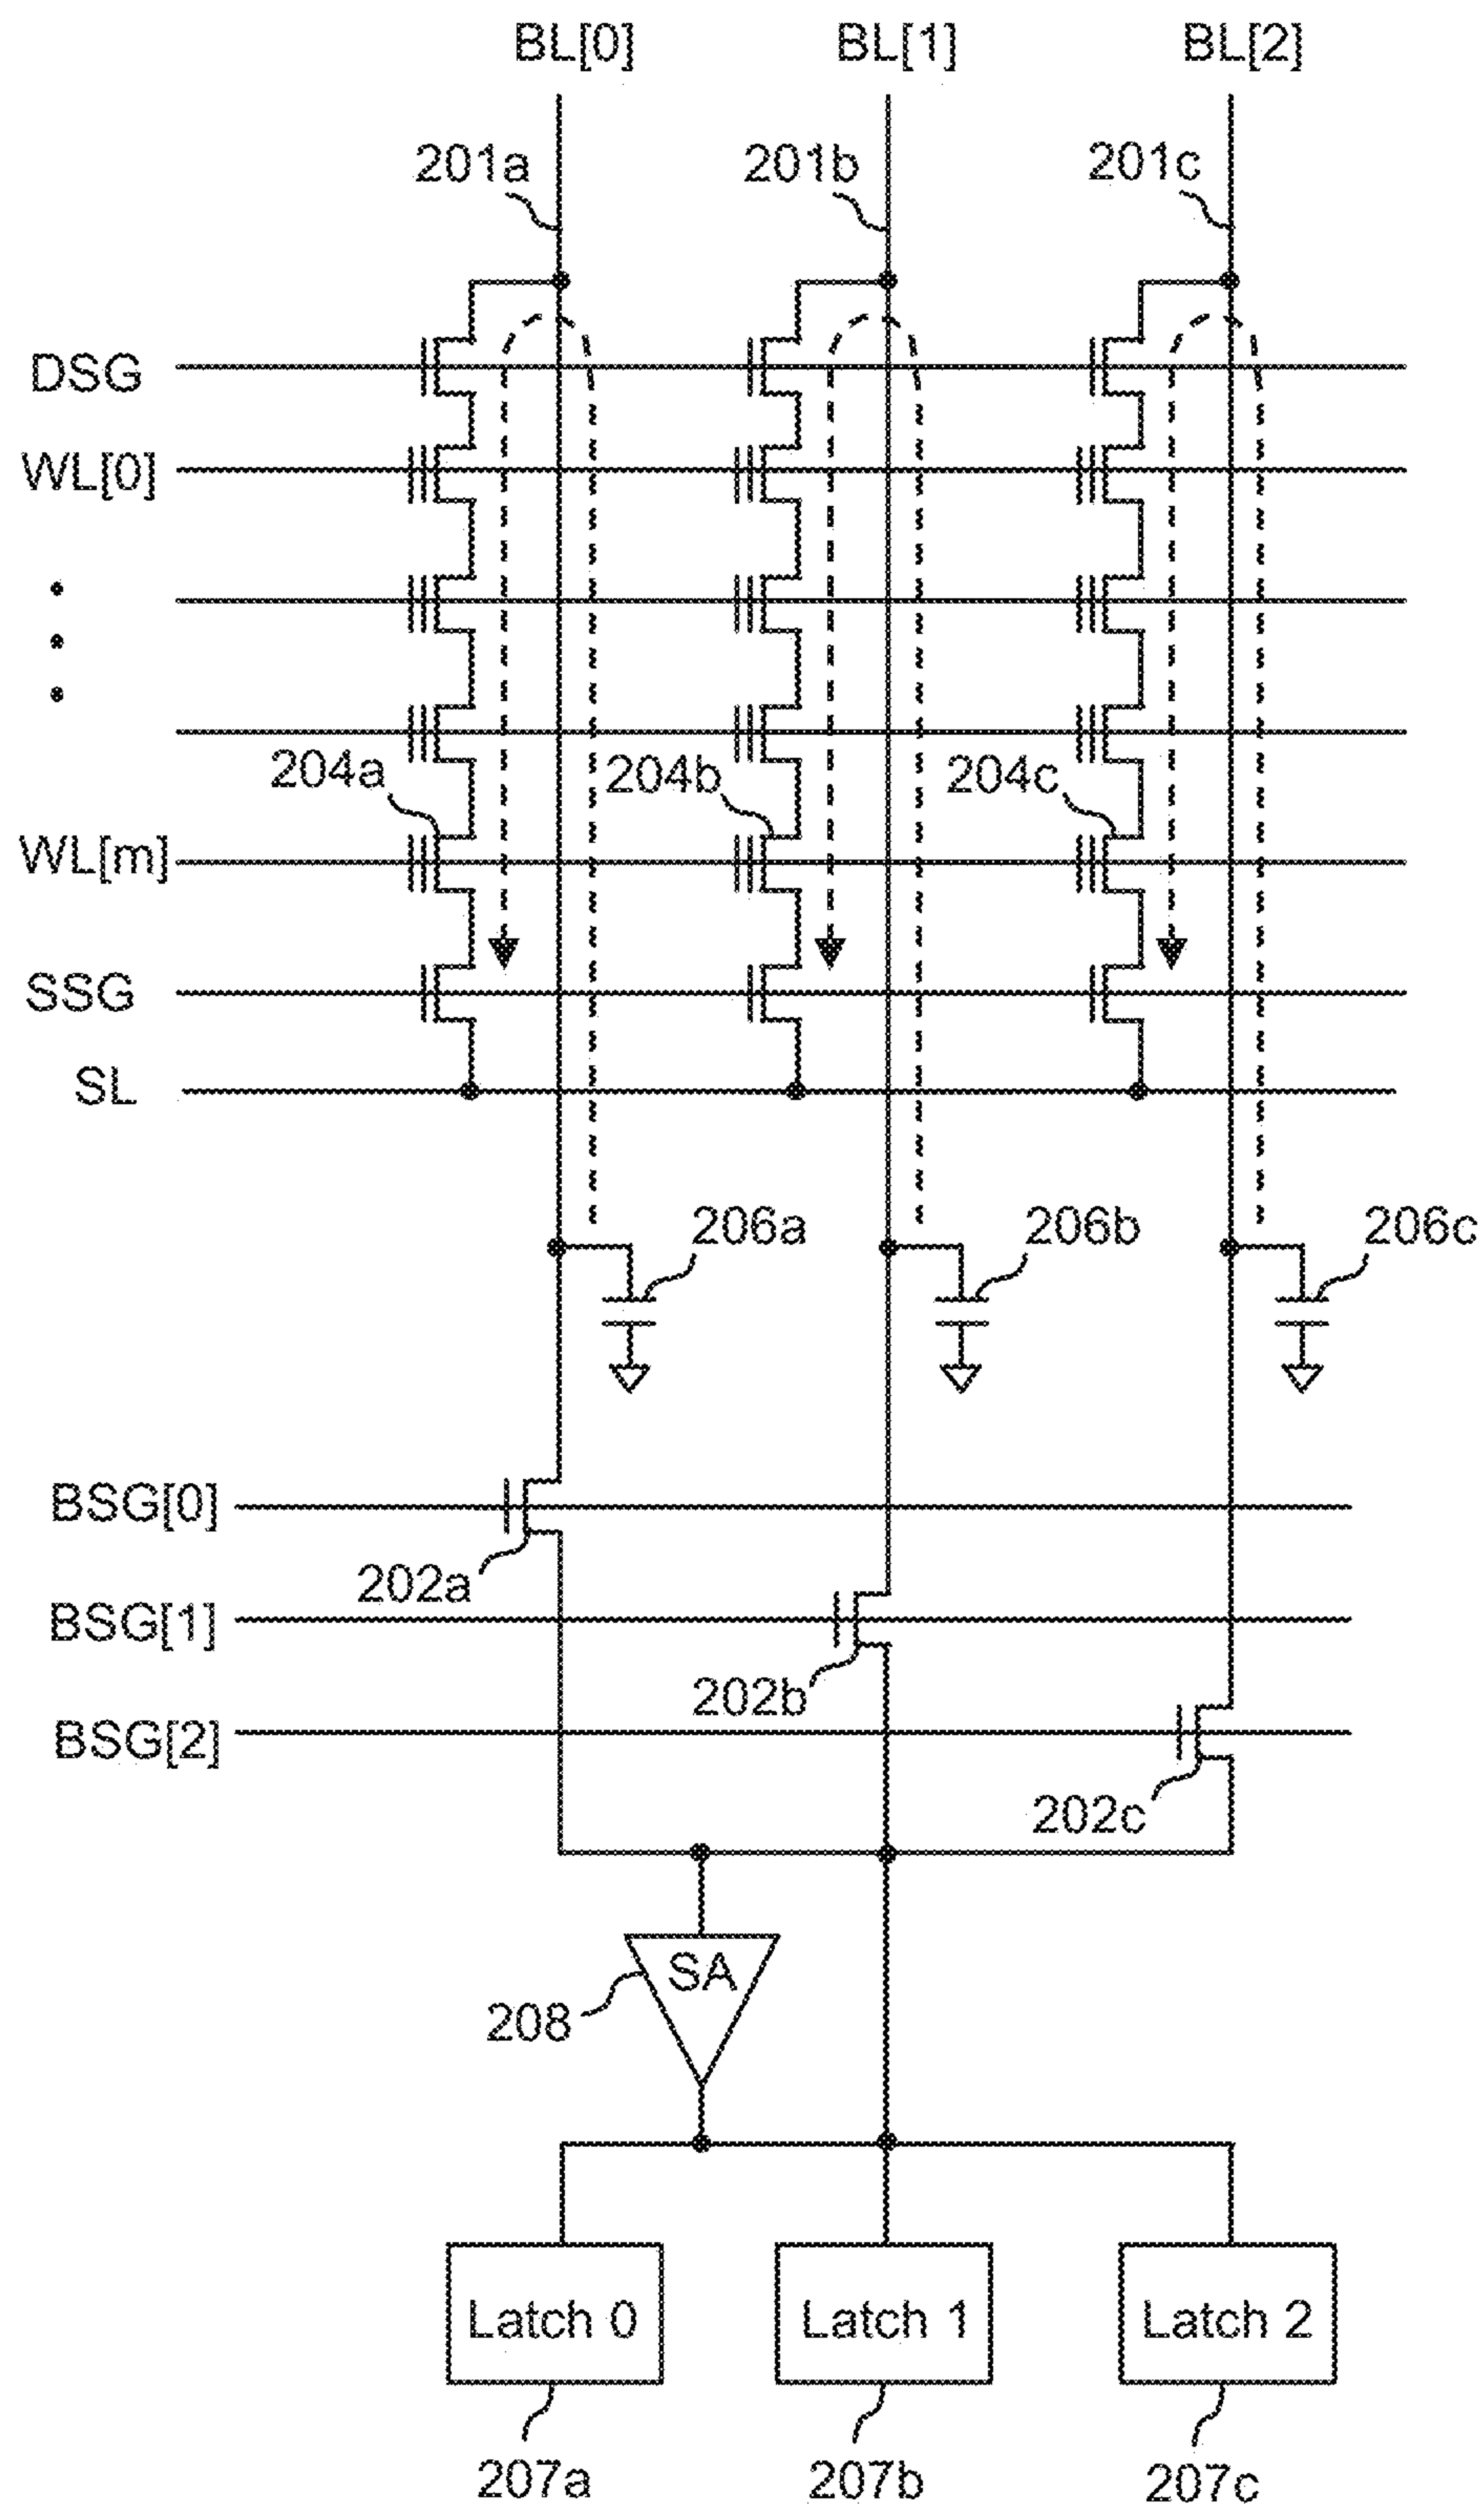 BL[0] BL[1] BL[2]
201a 201b 201c
DSG
WL[0]
204a 204b 204c
WL[m]
SSG
SL
206a 206b 206c
BSG[0]
202a
BSG[1]
202b
BSG[2]
202c
SA
208
Latch 0 Latch 1 Latch 2
207a 207b 207c